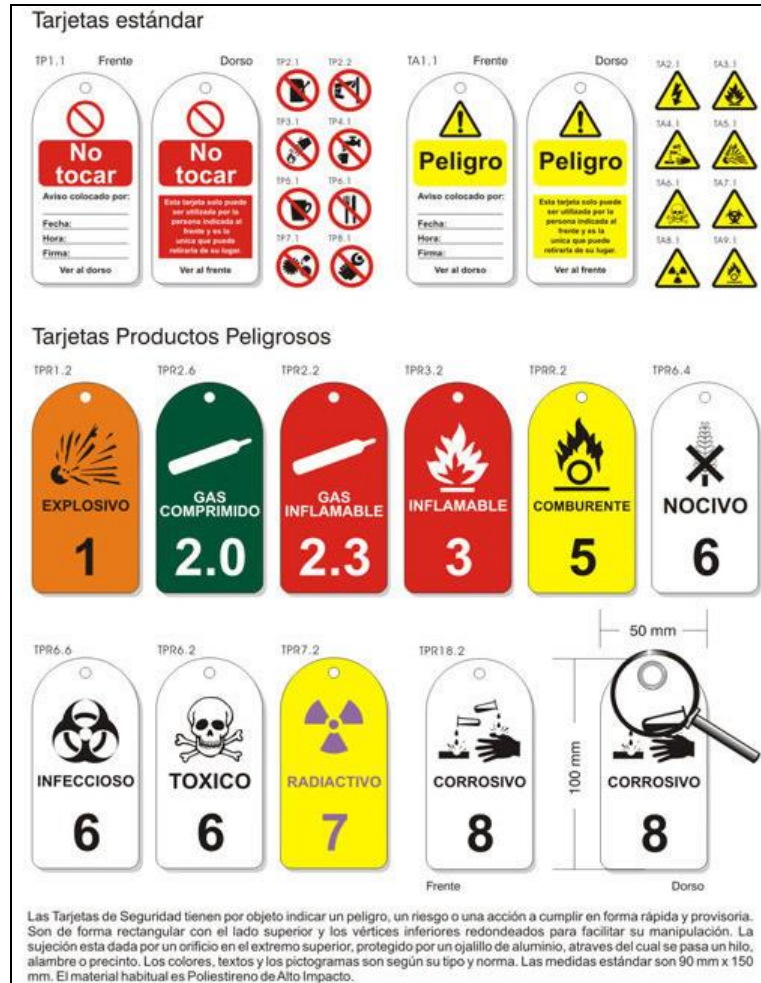 Tarjetas estándar
TP1.1 Frente Dorso TP2.1 TP2.2 TA1.1 Frente Dorso TA2.1 TA3.1
No
tocar
Aviso colocado por:
Fecha:
Hora:
Firma:
Ver al dorso
No
tocar
Esta tarjeta solo puede
ser utilizada por la
persona indicada al
frente y es la
unica que puede
retirarla de su lugar.
Ver al frente
TP3.1 TP4.1
TP5.1 TP6.1
TP7.1 TP8.1
Peligro
Aviso colocado por:
Fecha:
Hora:
Firma:
Ver al dorso
Peligro
Esta tarjeta solo puede
ser utilizada por la
persona indicada al
frente y es la
unica que puede
retirarla de su lugar.
Ver al frente
TA4.1 TA5.1
TA6.1 TA7.1
TA8.1 TA9.1
Tarjetas Productos Peligrosos
TPR1.2 TPR2.6 TPR2.2 TPR3.2 TPRR.2 TPR6.4
EXPLOSIVO
1
GAS
COMPRIMIDO
2.0
GAS
INFLAMABLE
2.3
INFLAMABLE
3
COMBURENTE
5
NOCIVO
6
50 mm
TPR6.6 TPR6.2 TPR7.2 TPR18.2
INFECCIOSO
6
TOXICO
6
RADIACTIVO
7
CORROSIVO
8
100 mm
CORROSIVO
8
Frente Dorso
Las Tarjetas de Seguridad tienen por objeto indicar un peligro, un riesgo o una acción a cumplir en forma rápida y provisoria.
Son de forma rectangular con el lado superior y los vértices inferiores redondeados para facilitar su manipulación. La
sujeción esta dada por un orificio en el extremo superior, protegido por un ojalillo de aluminio, atraves del cual se pasa un hilo,
alambre o precinto. Los colores, textos y los pictogramas son según su tipo y norma. Las medidas estándar son 90 mm x 150
mm. El material habitual es Poliestireno de Alto Impacto.